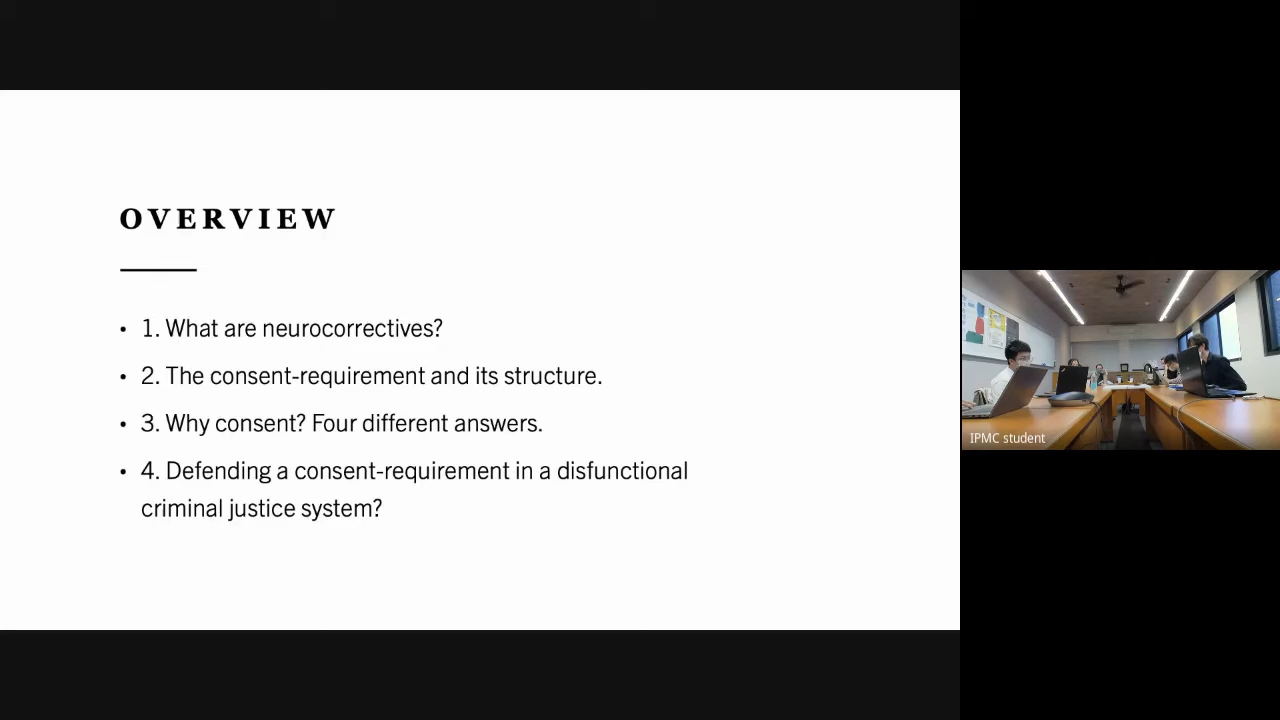 OVERVIEW
• 1. What are neurocorrectives?
• 2. The consent-requirement and its structure.
• 3. Why consent? Four different answers.
• 4. Defending a consent-requirement in a disfunctional
criminal justice system?
IPMC student